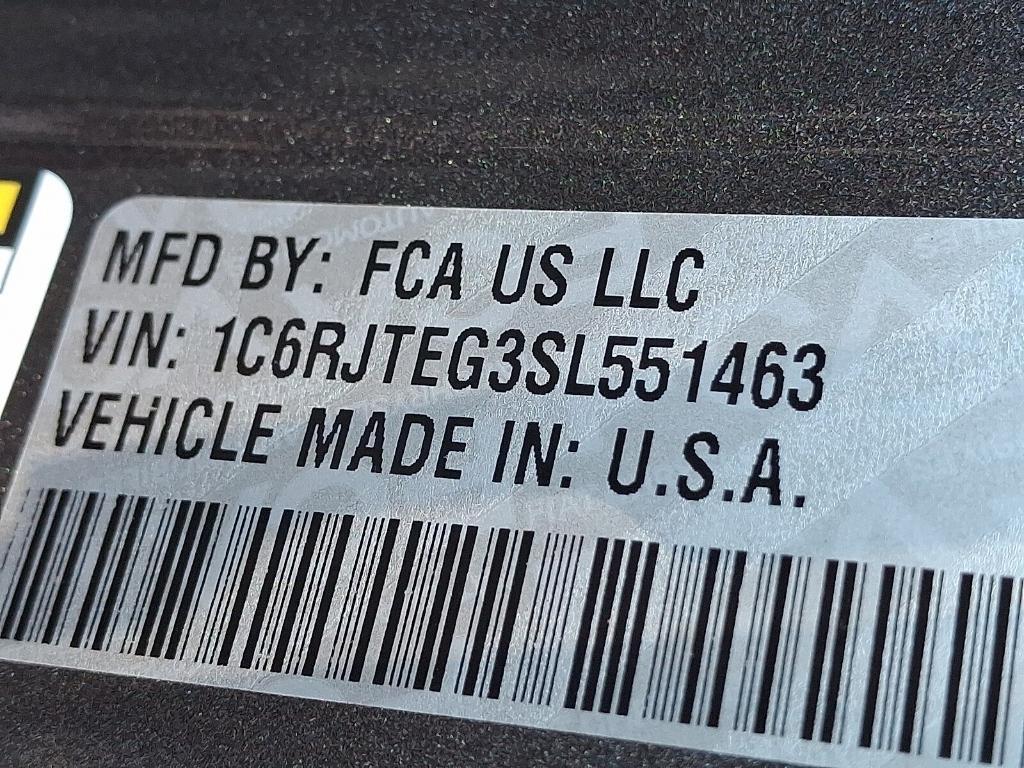 MFD BY: FCA US LLC
VIN: 1C6RJTEG3SL551463
VEHICLE MADE IN: U.S.A.